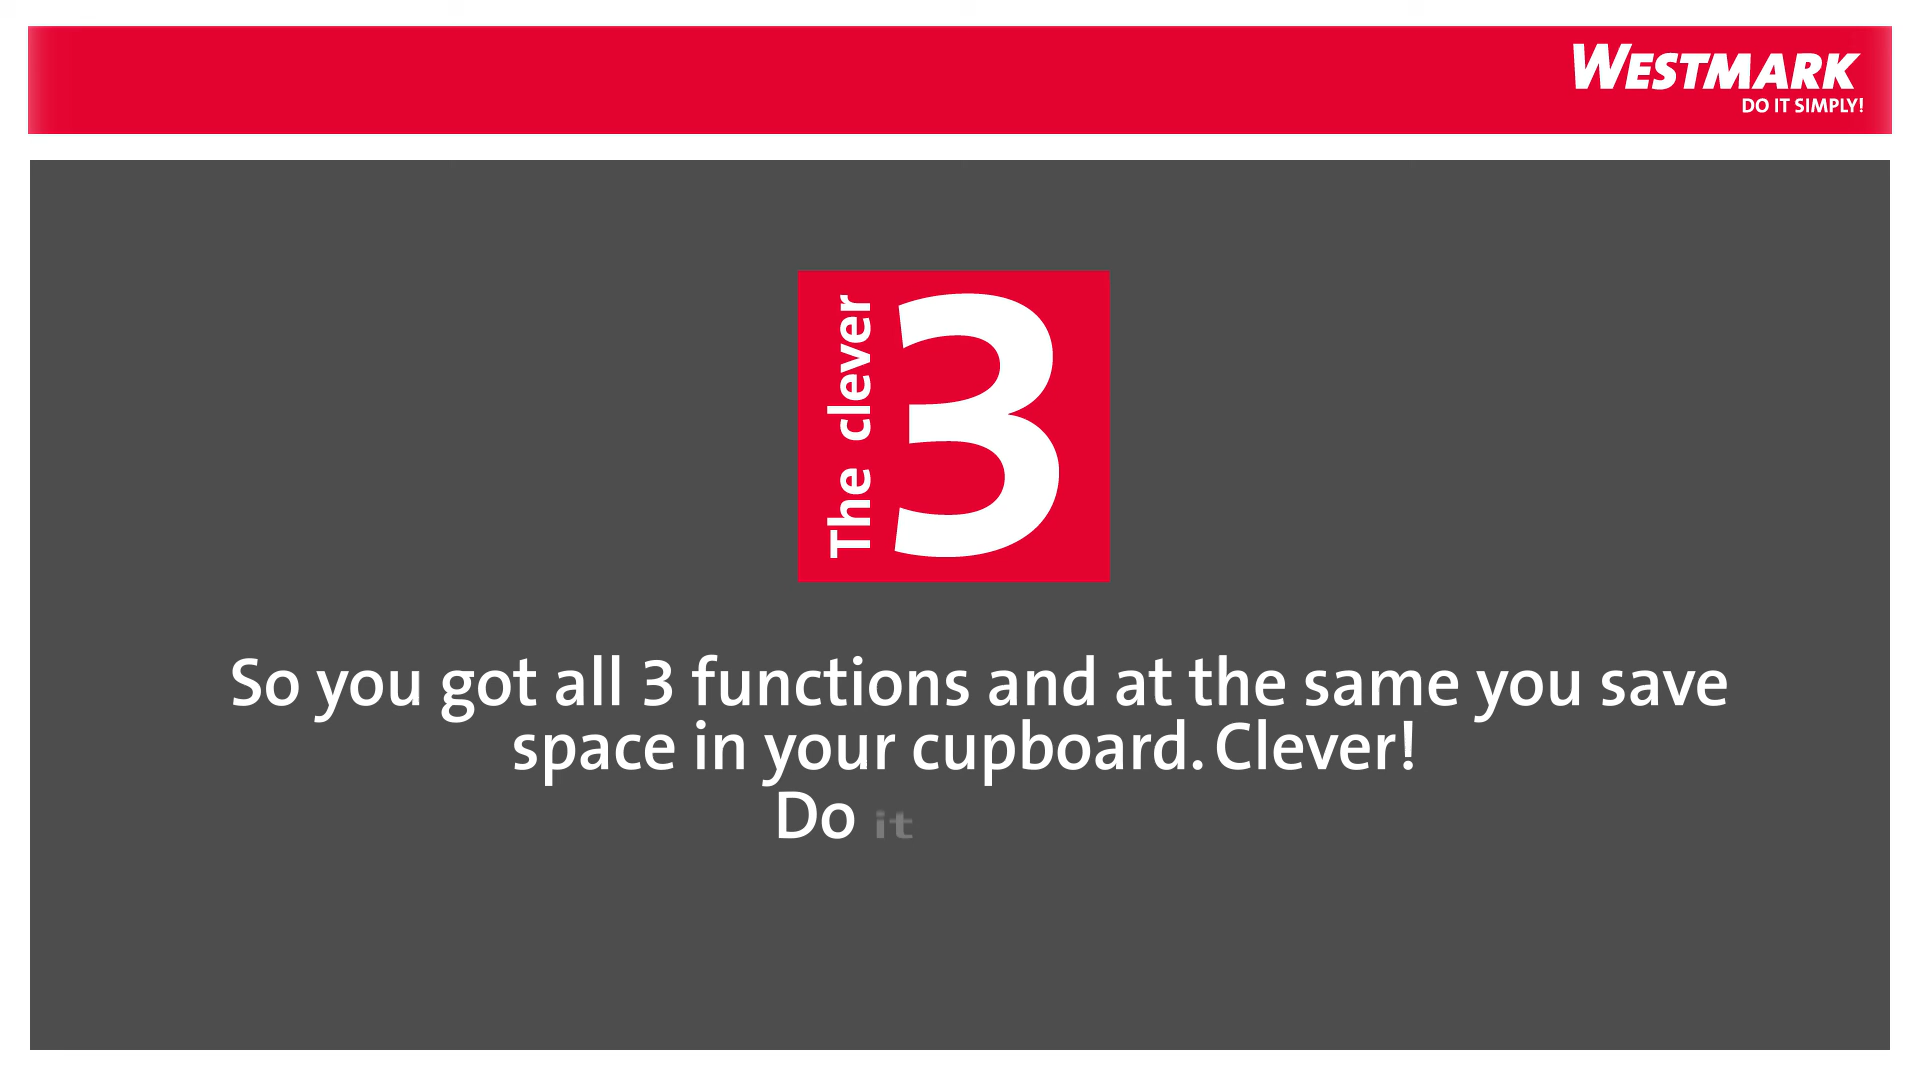 WESTMARK
DO IT SIMPLY!
The clever
3
So you got all 3 functions and at the same you save
space in your cupboard. Clever!
Do it